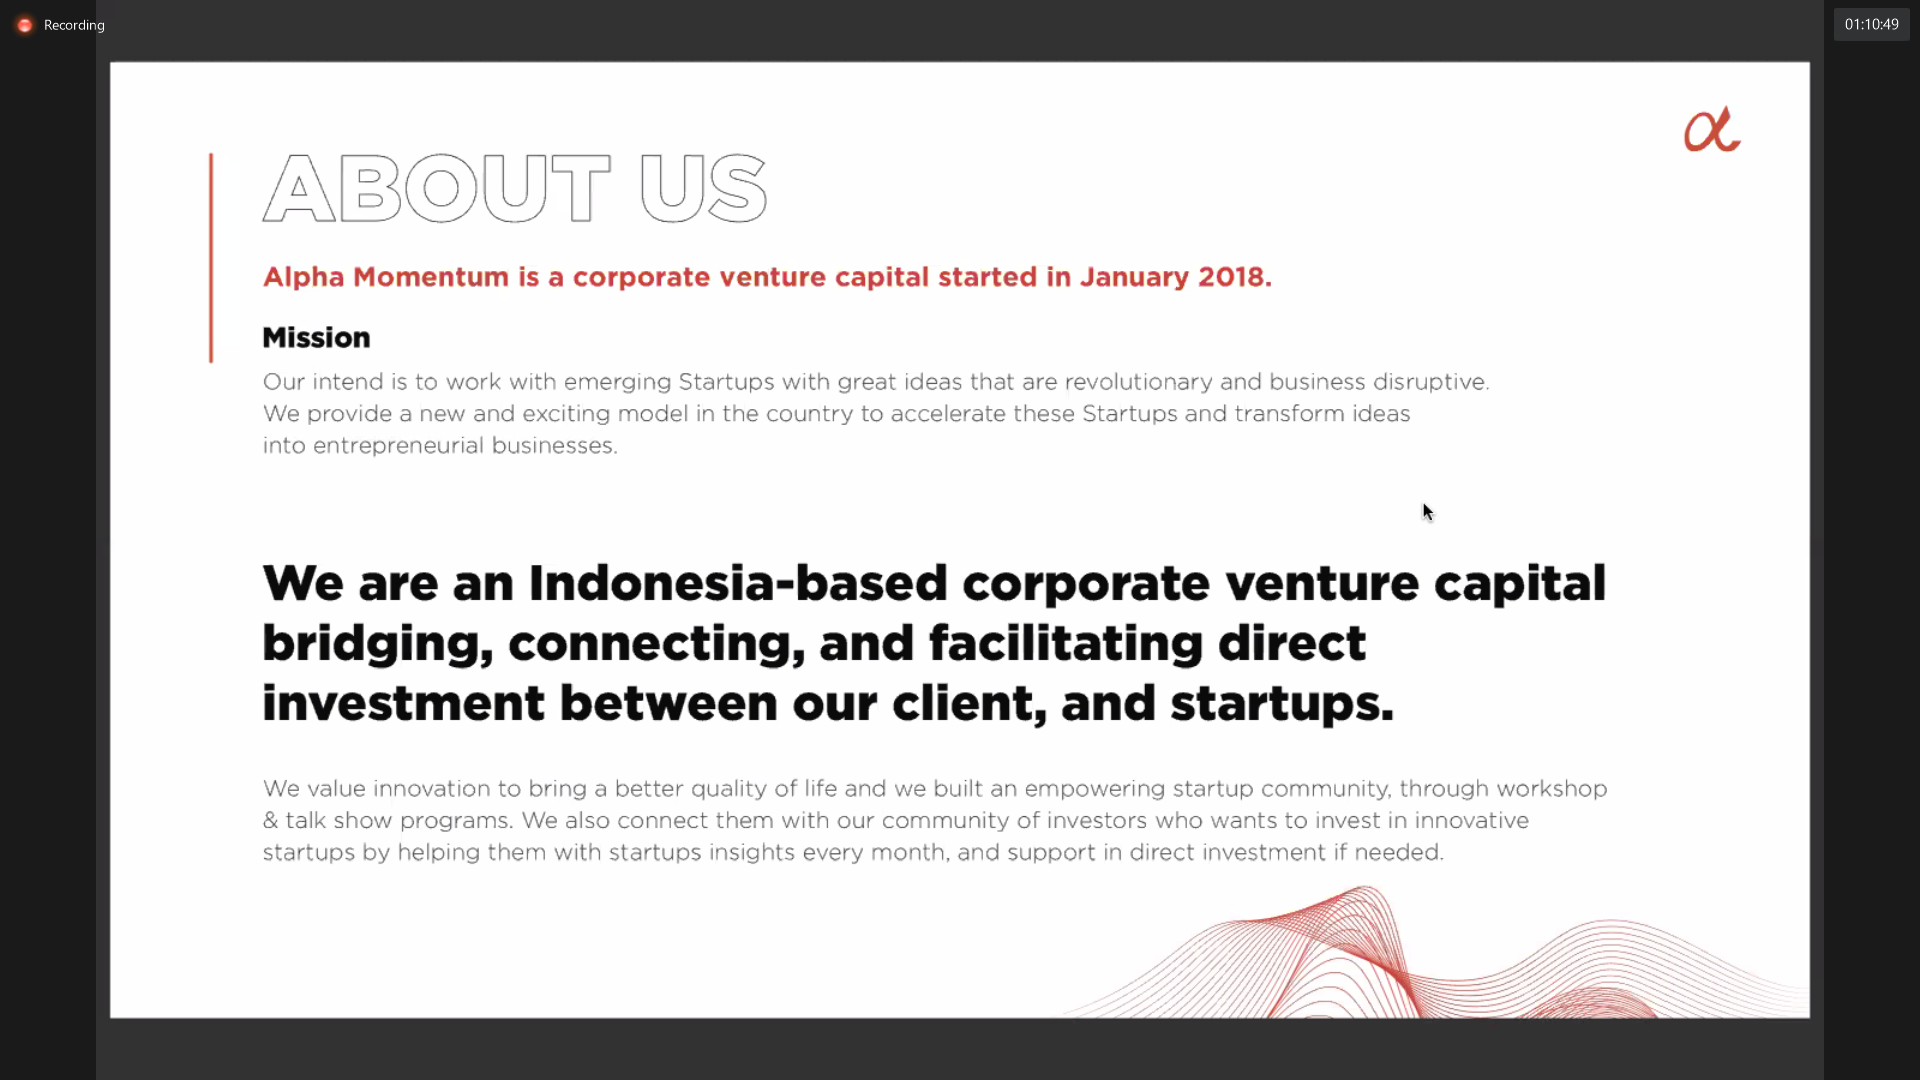 Recording
01:10:49
α
ABOUT US
Alpha Momentum is a corporate venture capital started in January 2018.
Mission
Our intend is to work with emerging Startups with great ideas that are revolutionary and business disruptive.
We provide a new and exciting model in the country to accelerate these Startups and transform ideas
into entrepreneurial businesses.
We are an Indonesia-based corporate venture capital
bridging, connecting, and facilitating direct
investment between our client, and startups.
We value innovation to bring a better quality of life and we built an empowering startup community, through workshop
& talk show programs. We also connect them with our community of investors who wants to invest in innovative
startups by helping them with startups insights every month, and support in direct investment if needed.